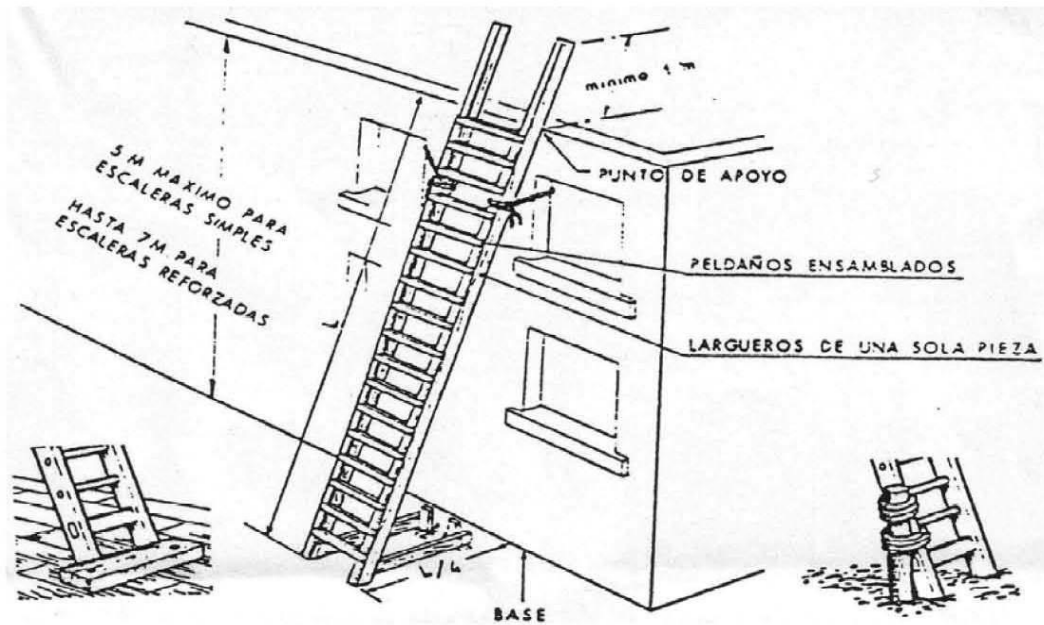 minimo 1 m
PUNTO DE APOYO
5 M MAXIMO PARA
ESCALERAS SIMPLES
HASTA 7M. PARA
ESCALERAS REFORZADAS
PELDAÑOS ENSAMBLADOS
LARGUEROS DE UNA SOLA PIEZA
L
L/4
BASE